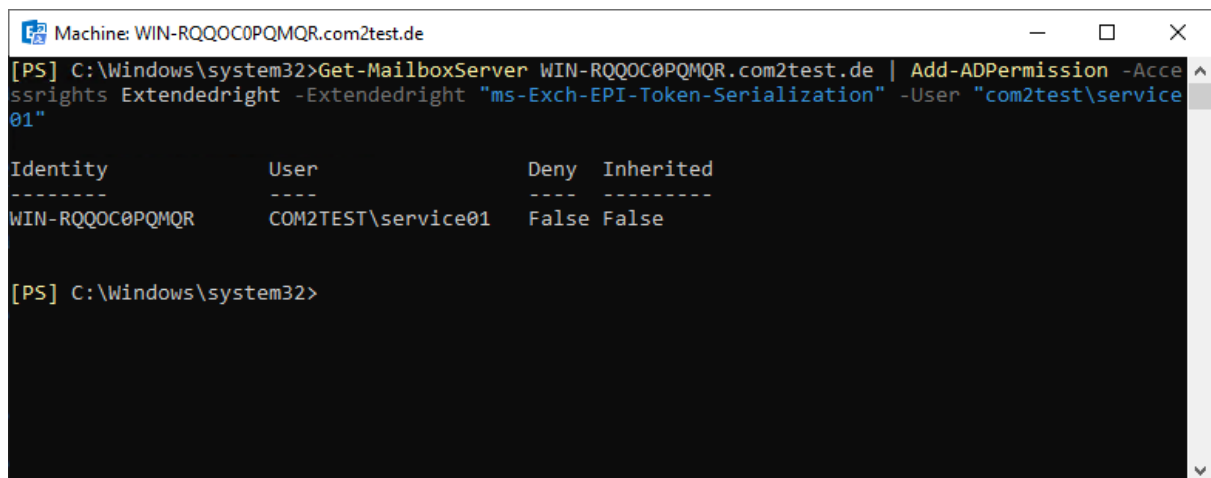 Machine: WIN-RQQOC0PQMQR.com2test.de
[PS] C:\Windows\system32>Get-MailboxServer WIN-RQQOC0PQMQR.com2test.de | Add-ADPermission -Acce
ssrights Extendedright -Extendedright "ms-Exch-EPI-Token-Serialization" -User "com2test\service
01"
Identity User Deny Inherited
-------- ---- ---- ---------
WIN-RQQOC0PQMQR COM2TEST\service01 False False
[PS] C:\Windows\system32>